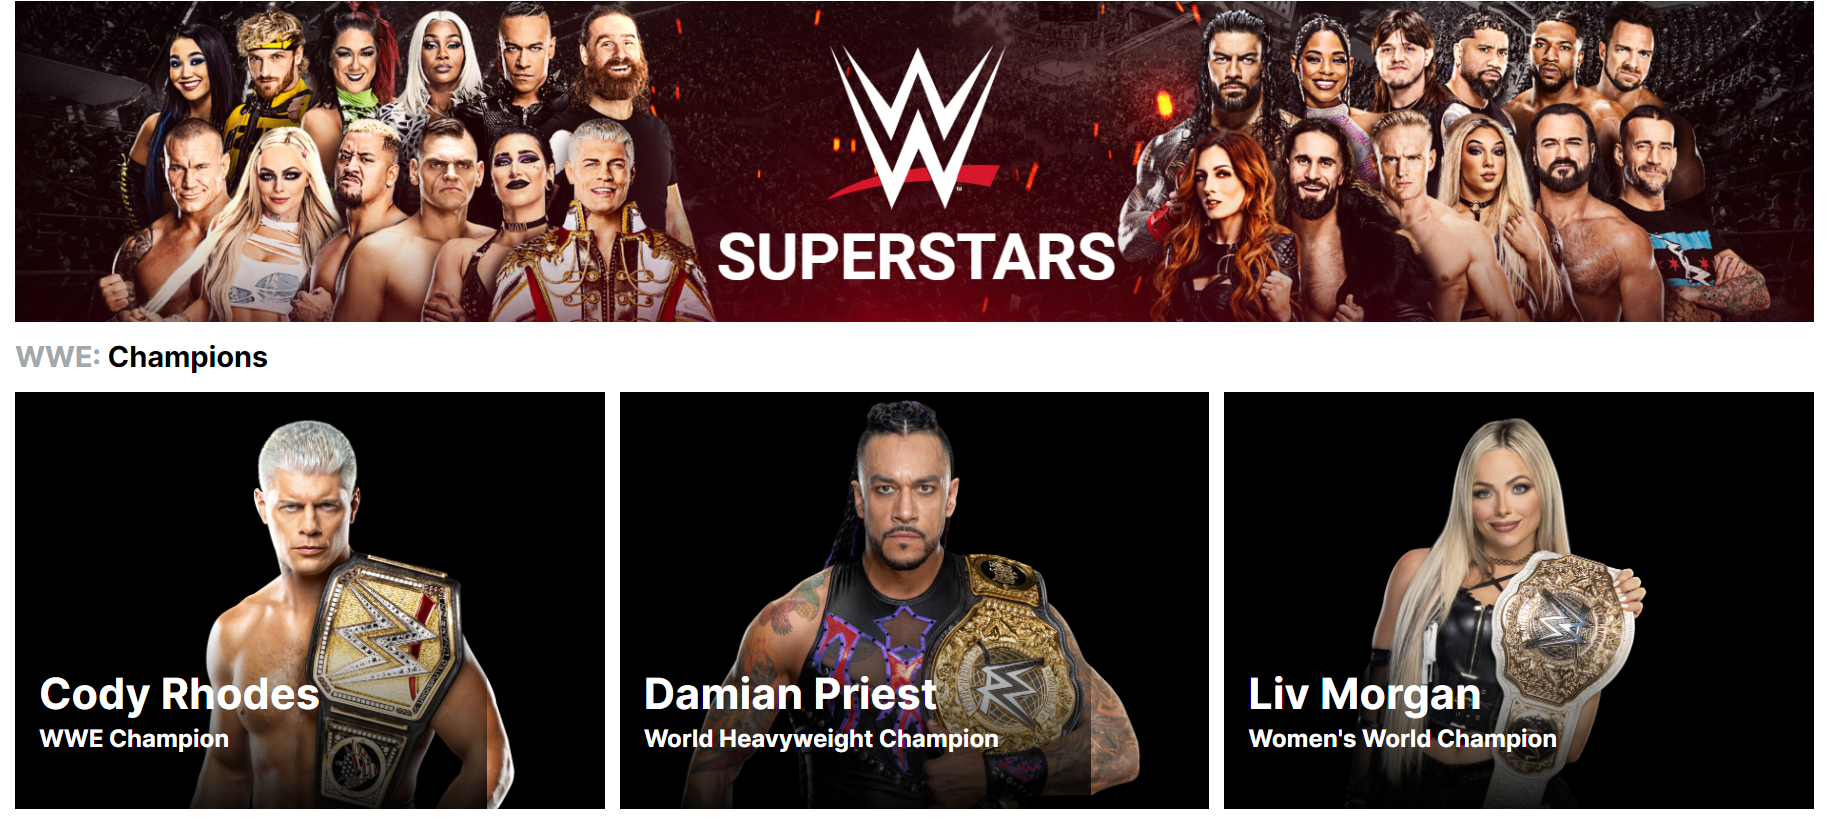 W
SUPERSTARS
WWE: Champions
Cody Rhodes
WWE Champion
Damian Priest
World Heavyweight Champion
Liv Morgan
Women's World Champion